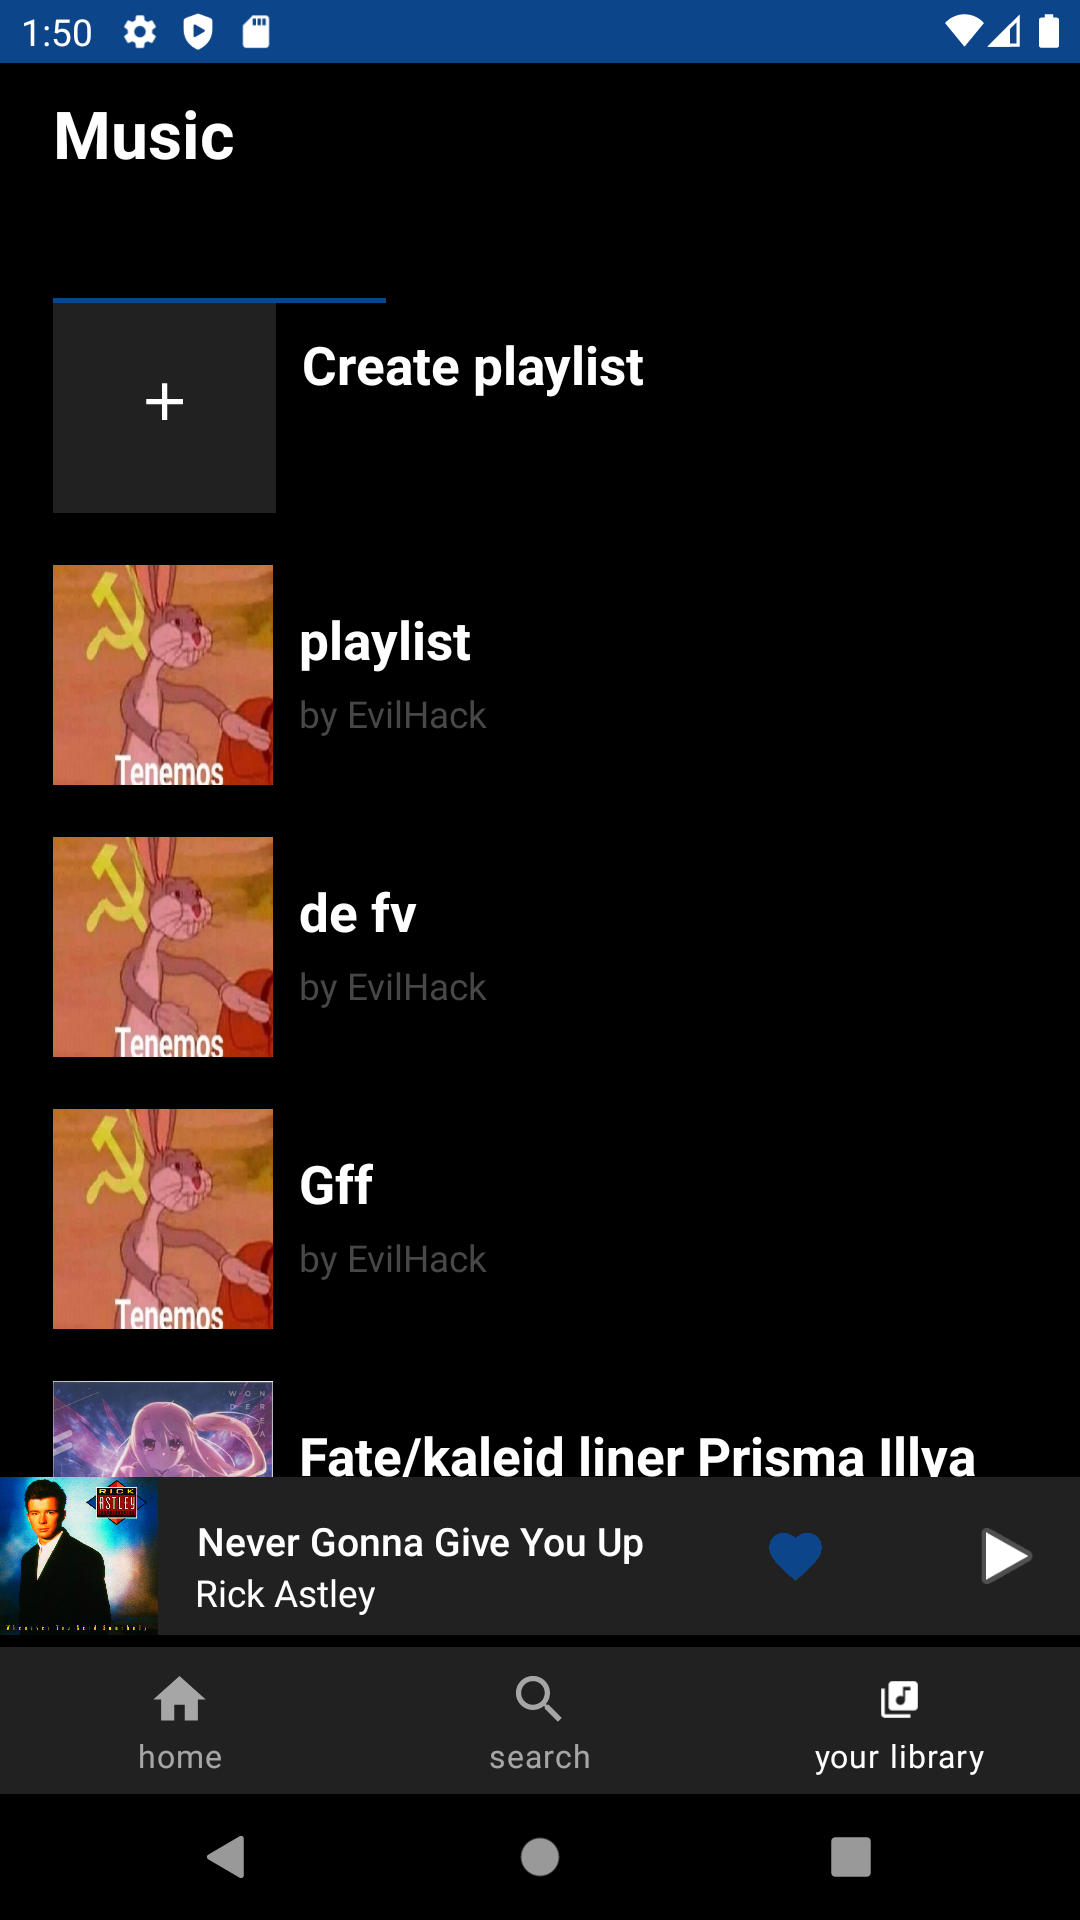 1:50
Music
Create playlist
Tenemos
playlist
by EvilHack
Tenemos
de fv
by EvilHack
Tenemos
Gff
by EvilHack
Fate/kaleid liner Prisma Illya
RICK
ASTLEY
Never Gonna Give You Up
Rick Astley
home
search
your library